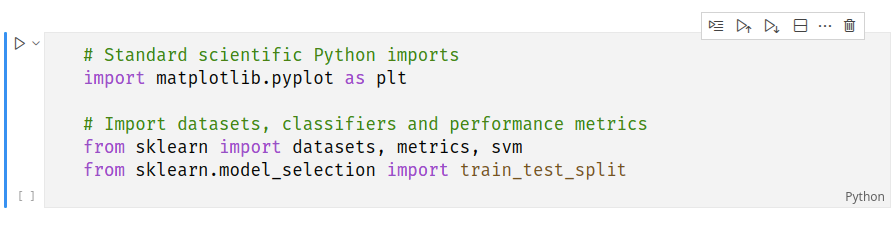 # Standard scientific Python imports
import matplotlib.pyplot as plt

# Import datasets, classifiers and performance metrics
from sklearn import datasets, metrics, svm
from sklearn.model_selection import train_test_split
[ ]
Python